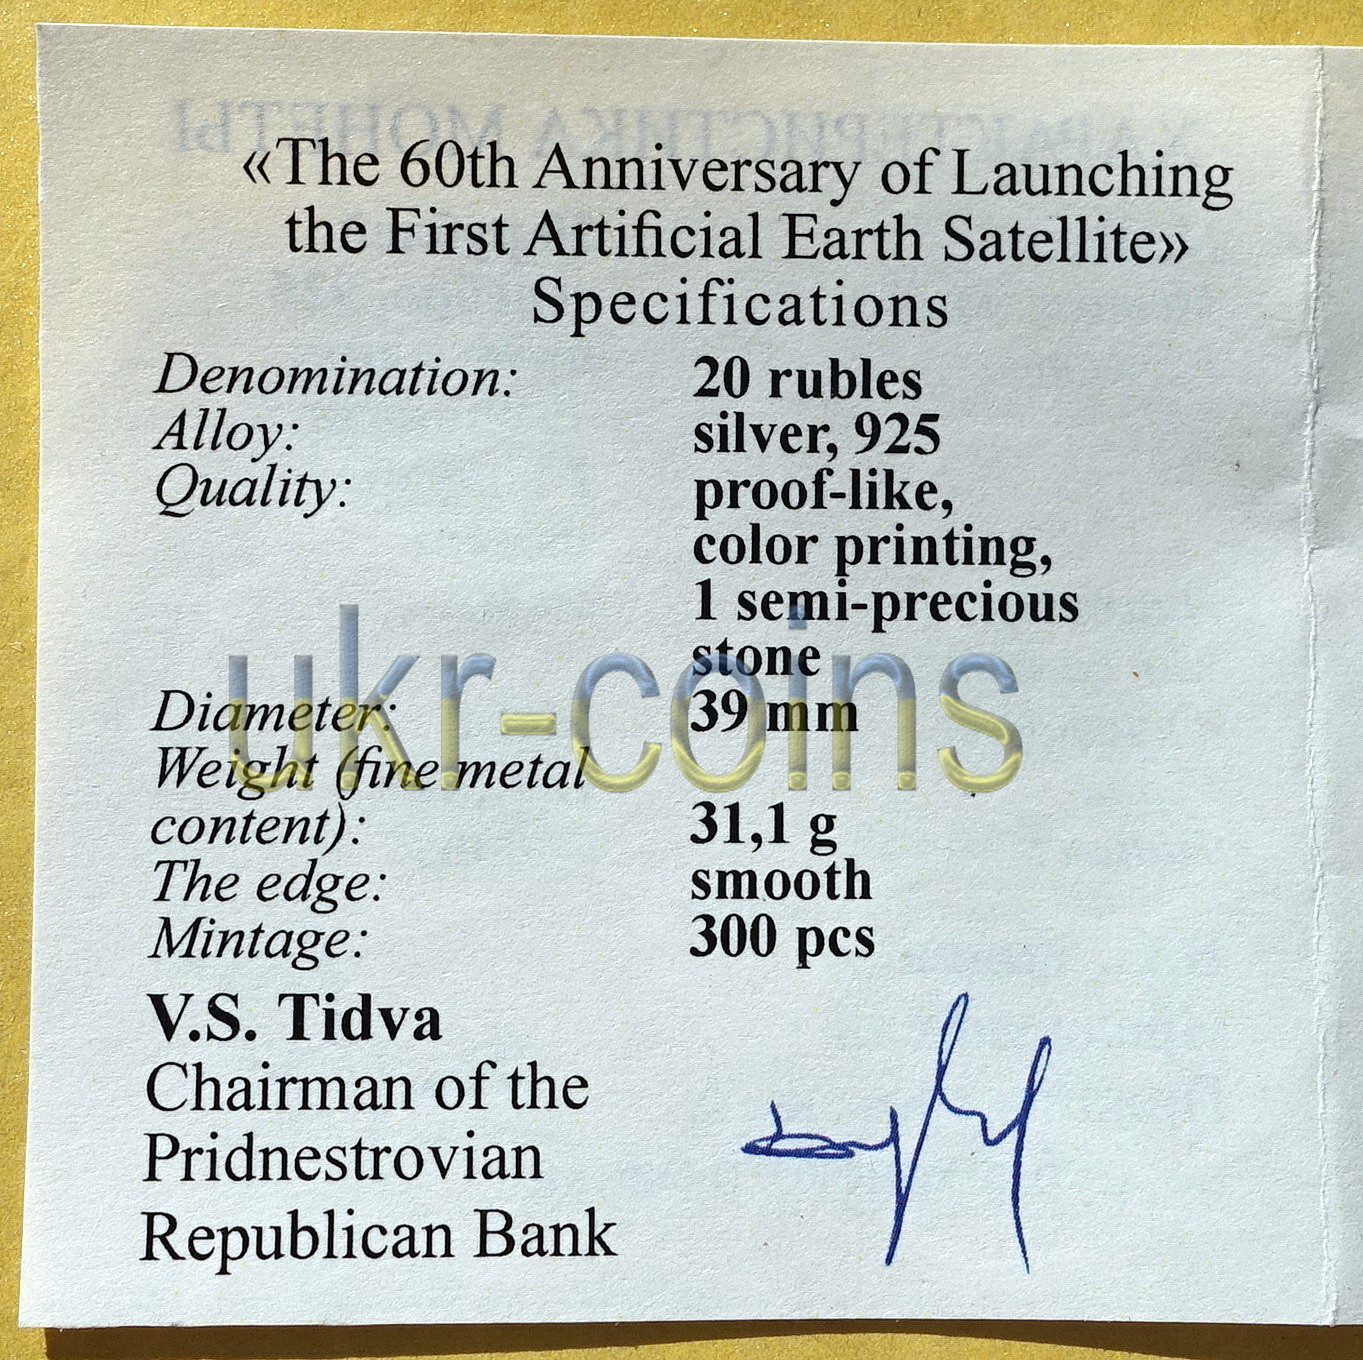 ХАРАКТЕРИСТИКА МОНЕТЫ
«The 60th Anniversary of Launching
the First Artificial Earth Satellite»
Specifications
Denomination: 20 rubles
Alloy: silver, 925
Quality: proof-like,
color printing,
1 semi-precious
stone
ukr-coins
Diameter: 39 mm
Weight (fine metal
content): 31,1 g
The edge: smooth
Mintage: 300 pcs
V.S. Tidva
Chairman of the
Pridnestrovian
Republican Bank